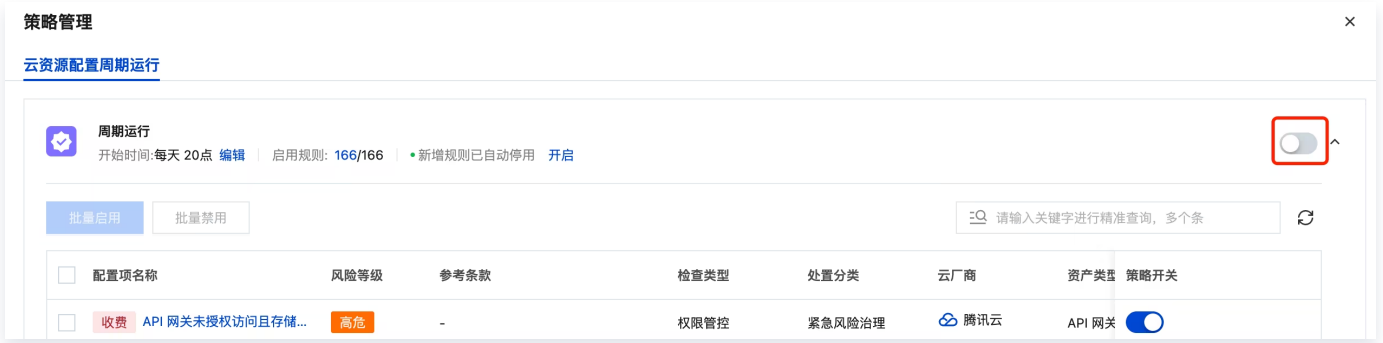 策略管理
云资源配置周期运行
周期运行
开始时间:每天 20点 编辑 启用规则: 166/166 新增规则已自动停用 开启
批量启用 批量禁用 请输入关键字进行精准查询，多个条
配置项名称 风险等级 参考条款 检查类型 处置分类 云厂商 资产类型 策略开关
收费 API 网关未授权访问且存储... 高危 - 权限管控 紧急风险治理 腾讯云 API 网关